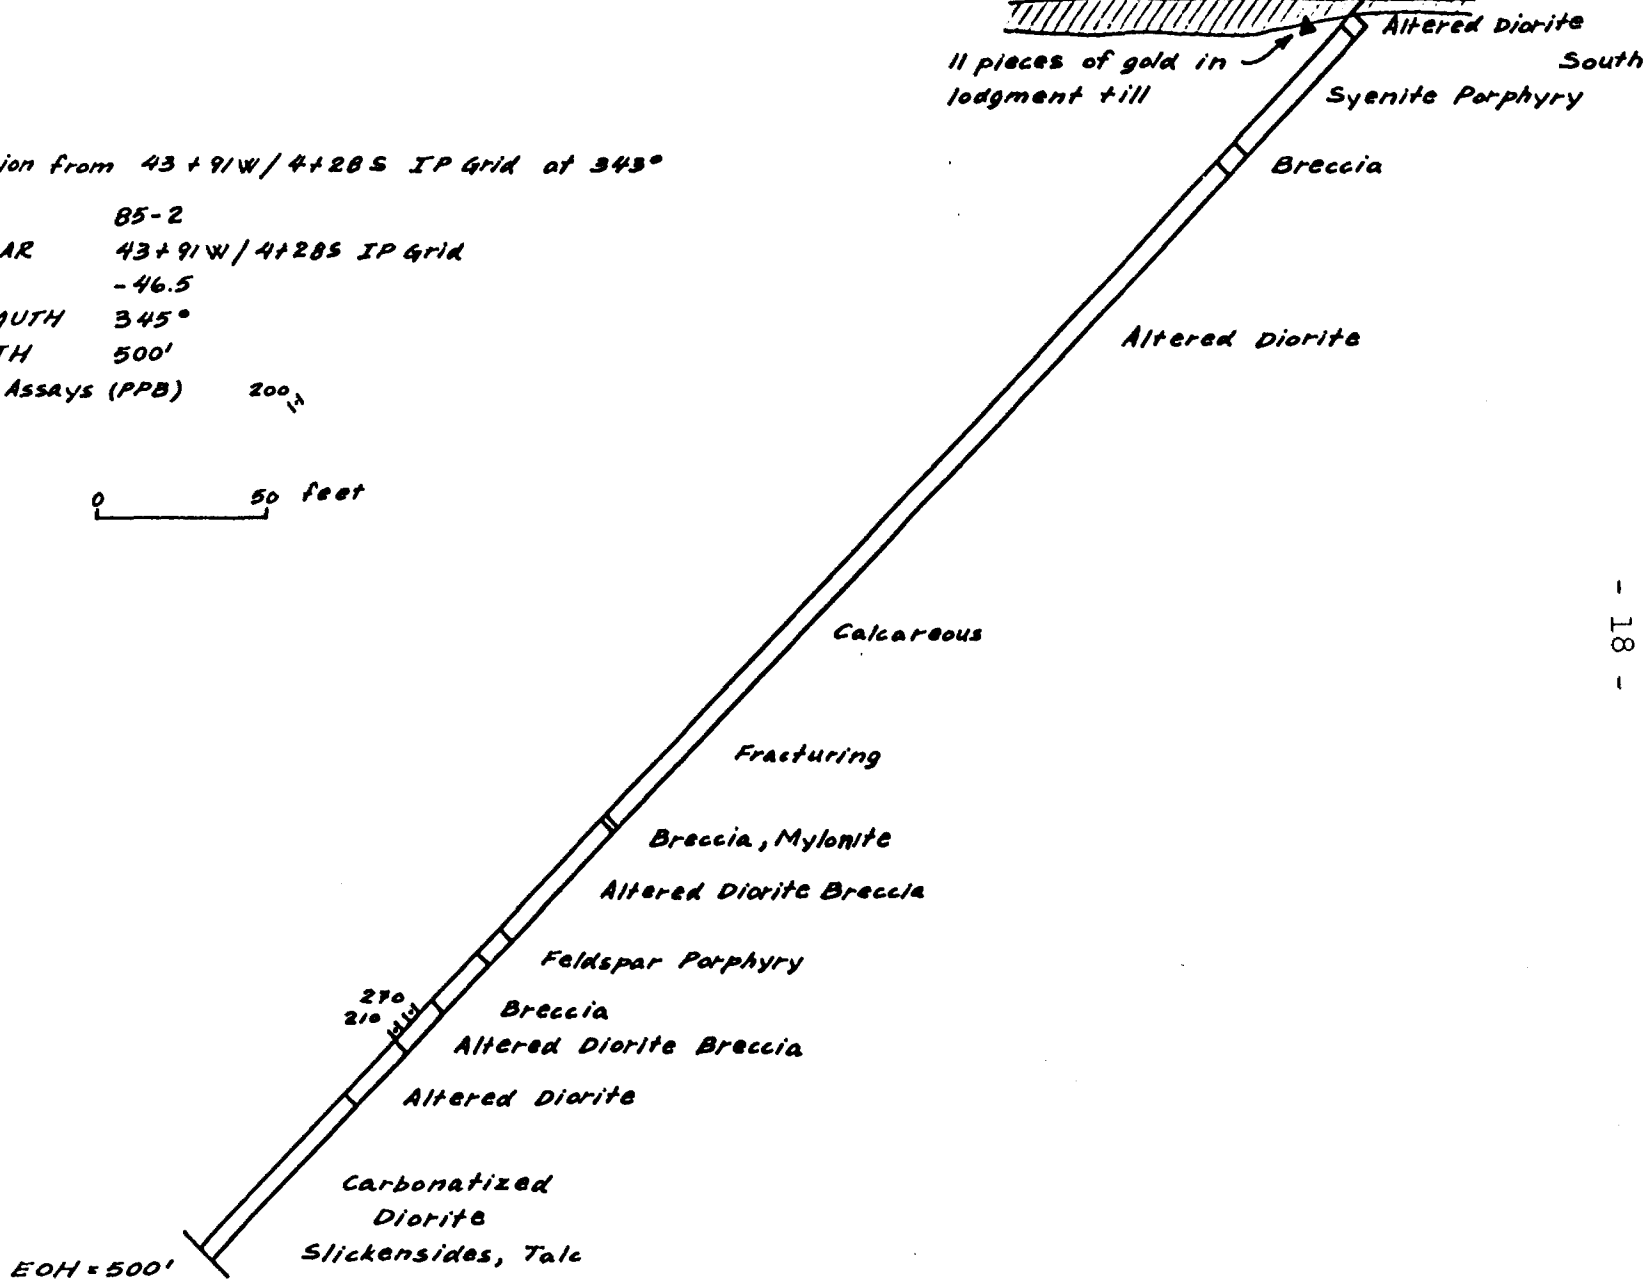 Altered Diorite
South
11 pieces of gold in
lodgment till
Syenite Porphyry
ion from 43+91W/4+28S IP Grid at 343°
Breccia
85-2
AR 43+91W/4+28S IP Grid
-46.5
MUTH 345°
TH 500'
Assays (PPB) 200
Altered Diorite
0 50 feet
Calcareous
- 18 -
Fracturing
Breccia, Mylonite
Altered Diorite Breccia
Feldspar Porphyry
270
210
Breccia
Altered Diorite Breccia
Altered Diorite
Carbonatized
Diorite
Slickensides, Talc
EOH = 500'